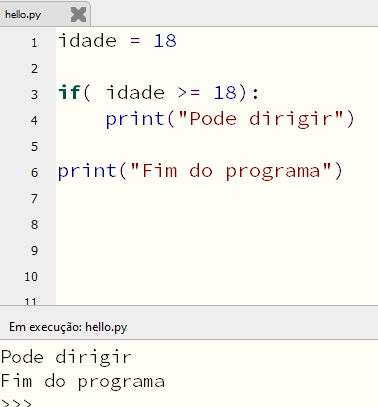 hello.py
1 idade = 18
2
3 if( idade >= 18):
4     print("Pode dirigir")
5
6 print("Fim do programa")
7
8
9
10
11
Em execução: hello.py
Pode dirigir
Fim do programa
>>>